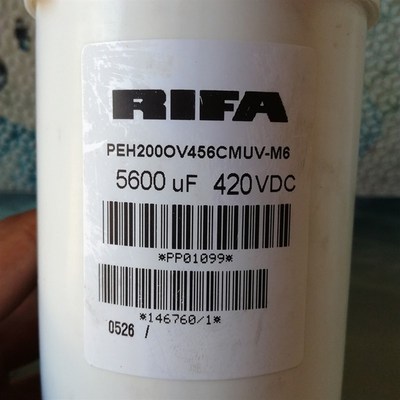 RIFA
PEH200OV456CMUV-M6
5600 uF 420VDC
*PP01099*
*146760/1*
0526 /